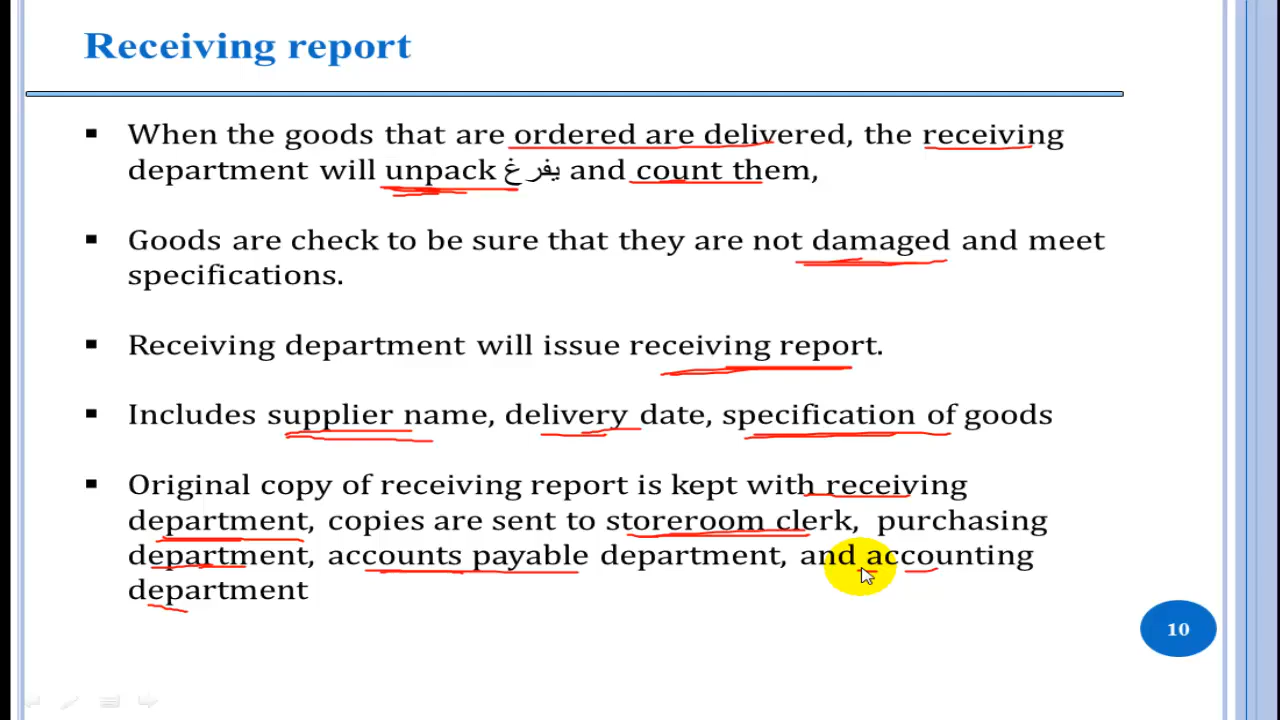 Receiving report
▪ When the goods that are ordered are delivered, the receiving
department will unpack يفرغ and count them,
▪ Goods are check to be sure that they are not damaged and meet
specifications.
▪ Receiving department will issue receiving report.
▪ Includes supplier name, delivery date, specification of goods
▪ Original copy of receiving report is kept with receiving
department, copies are sent to storeroom clerk, purchasing
department, accounts payable department, and accounting
department
10